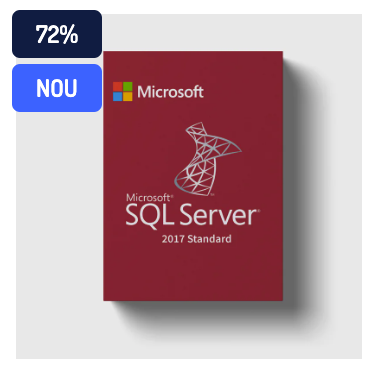 72%
NOU
Microsoft
Microsoft®
SQL Server®
2017 Standard